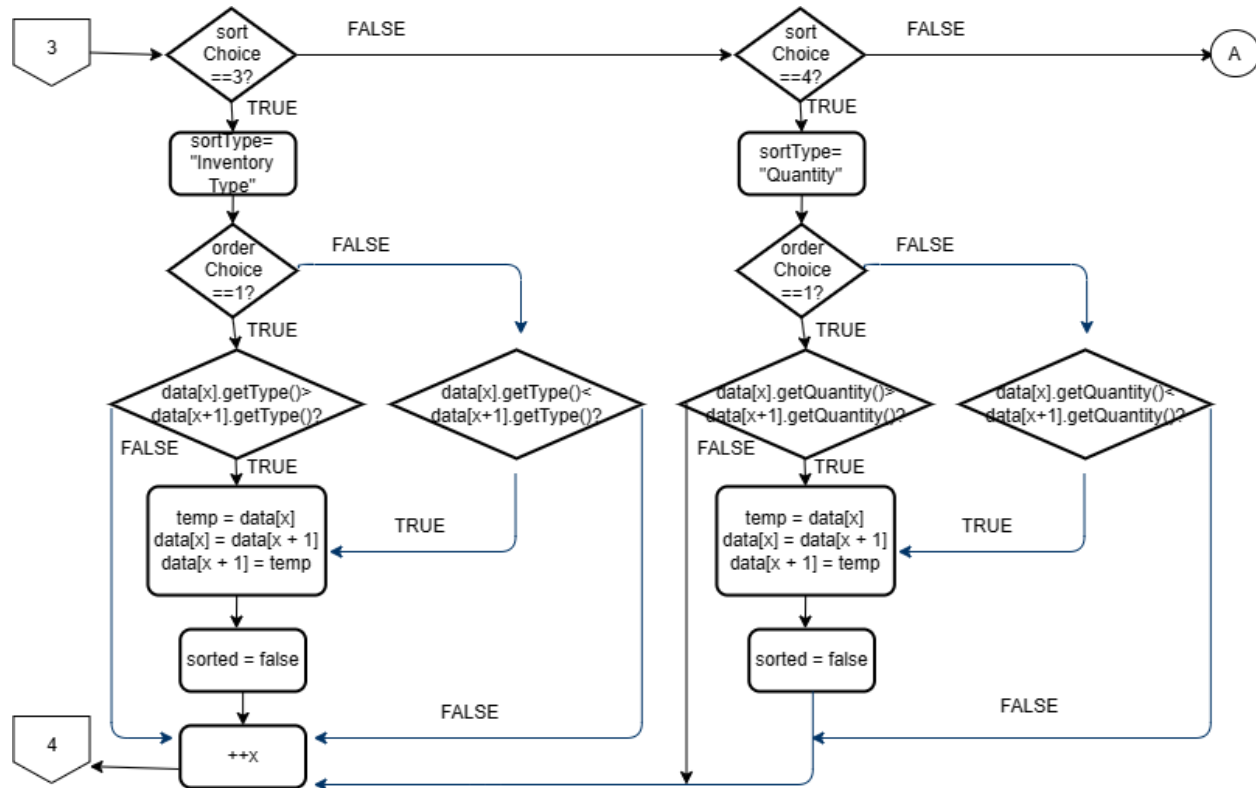 3
sort
Choice
==3?
FALSE
sort
Choice
==4?
FALSE
A
TRUE
TRUE
sortType=
"Inventory
Type"
sortType=
"Quantity"
order
Choice
==1?
FALSE
order
Choice
==1?
FALSE
TRUE
TRUE
data[x].getType()>
data[x+1].getType()?
data[x].getType()<
data[x+1].getType()?
data[x].getQuantity()>
data[x+1].getQuantity()?
data[x].getQuantity()<
data[x+1].getQuantity()?
FALSE
TRUE
FALSE
TRUE
temp = data[x]
data[x] = data[x + 1]
data[x + 1] = temp
TRUE
temp = data[x]
data[x] = data[x + 1]
data[x + 1] = temp
TRUE
sorted = false
sorted = false
FALSE
FALSE
4
++x